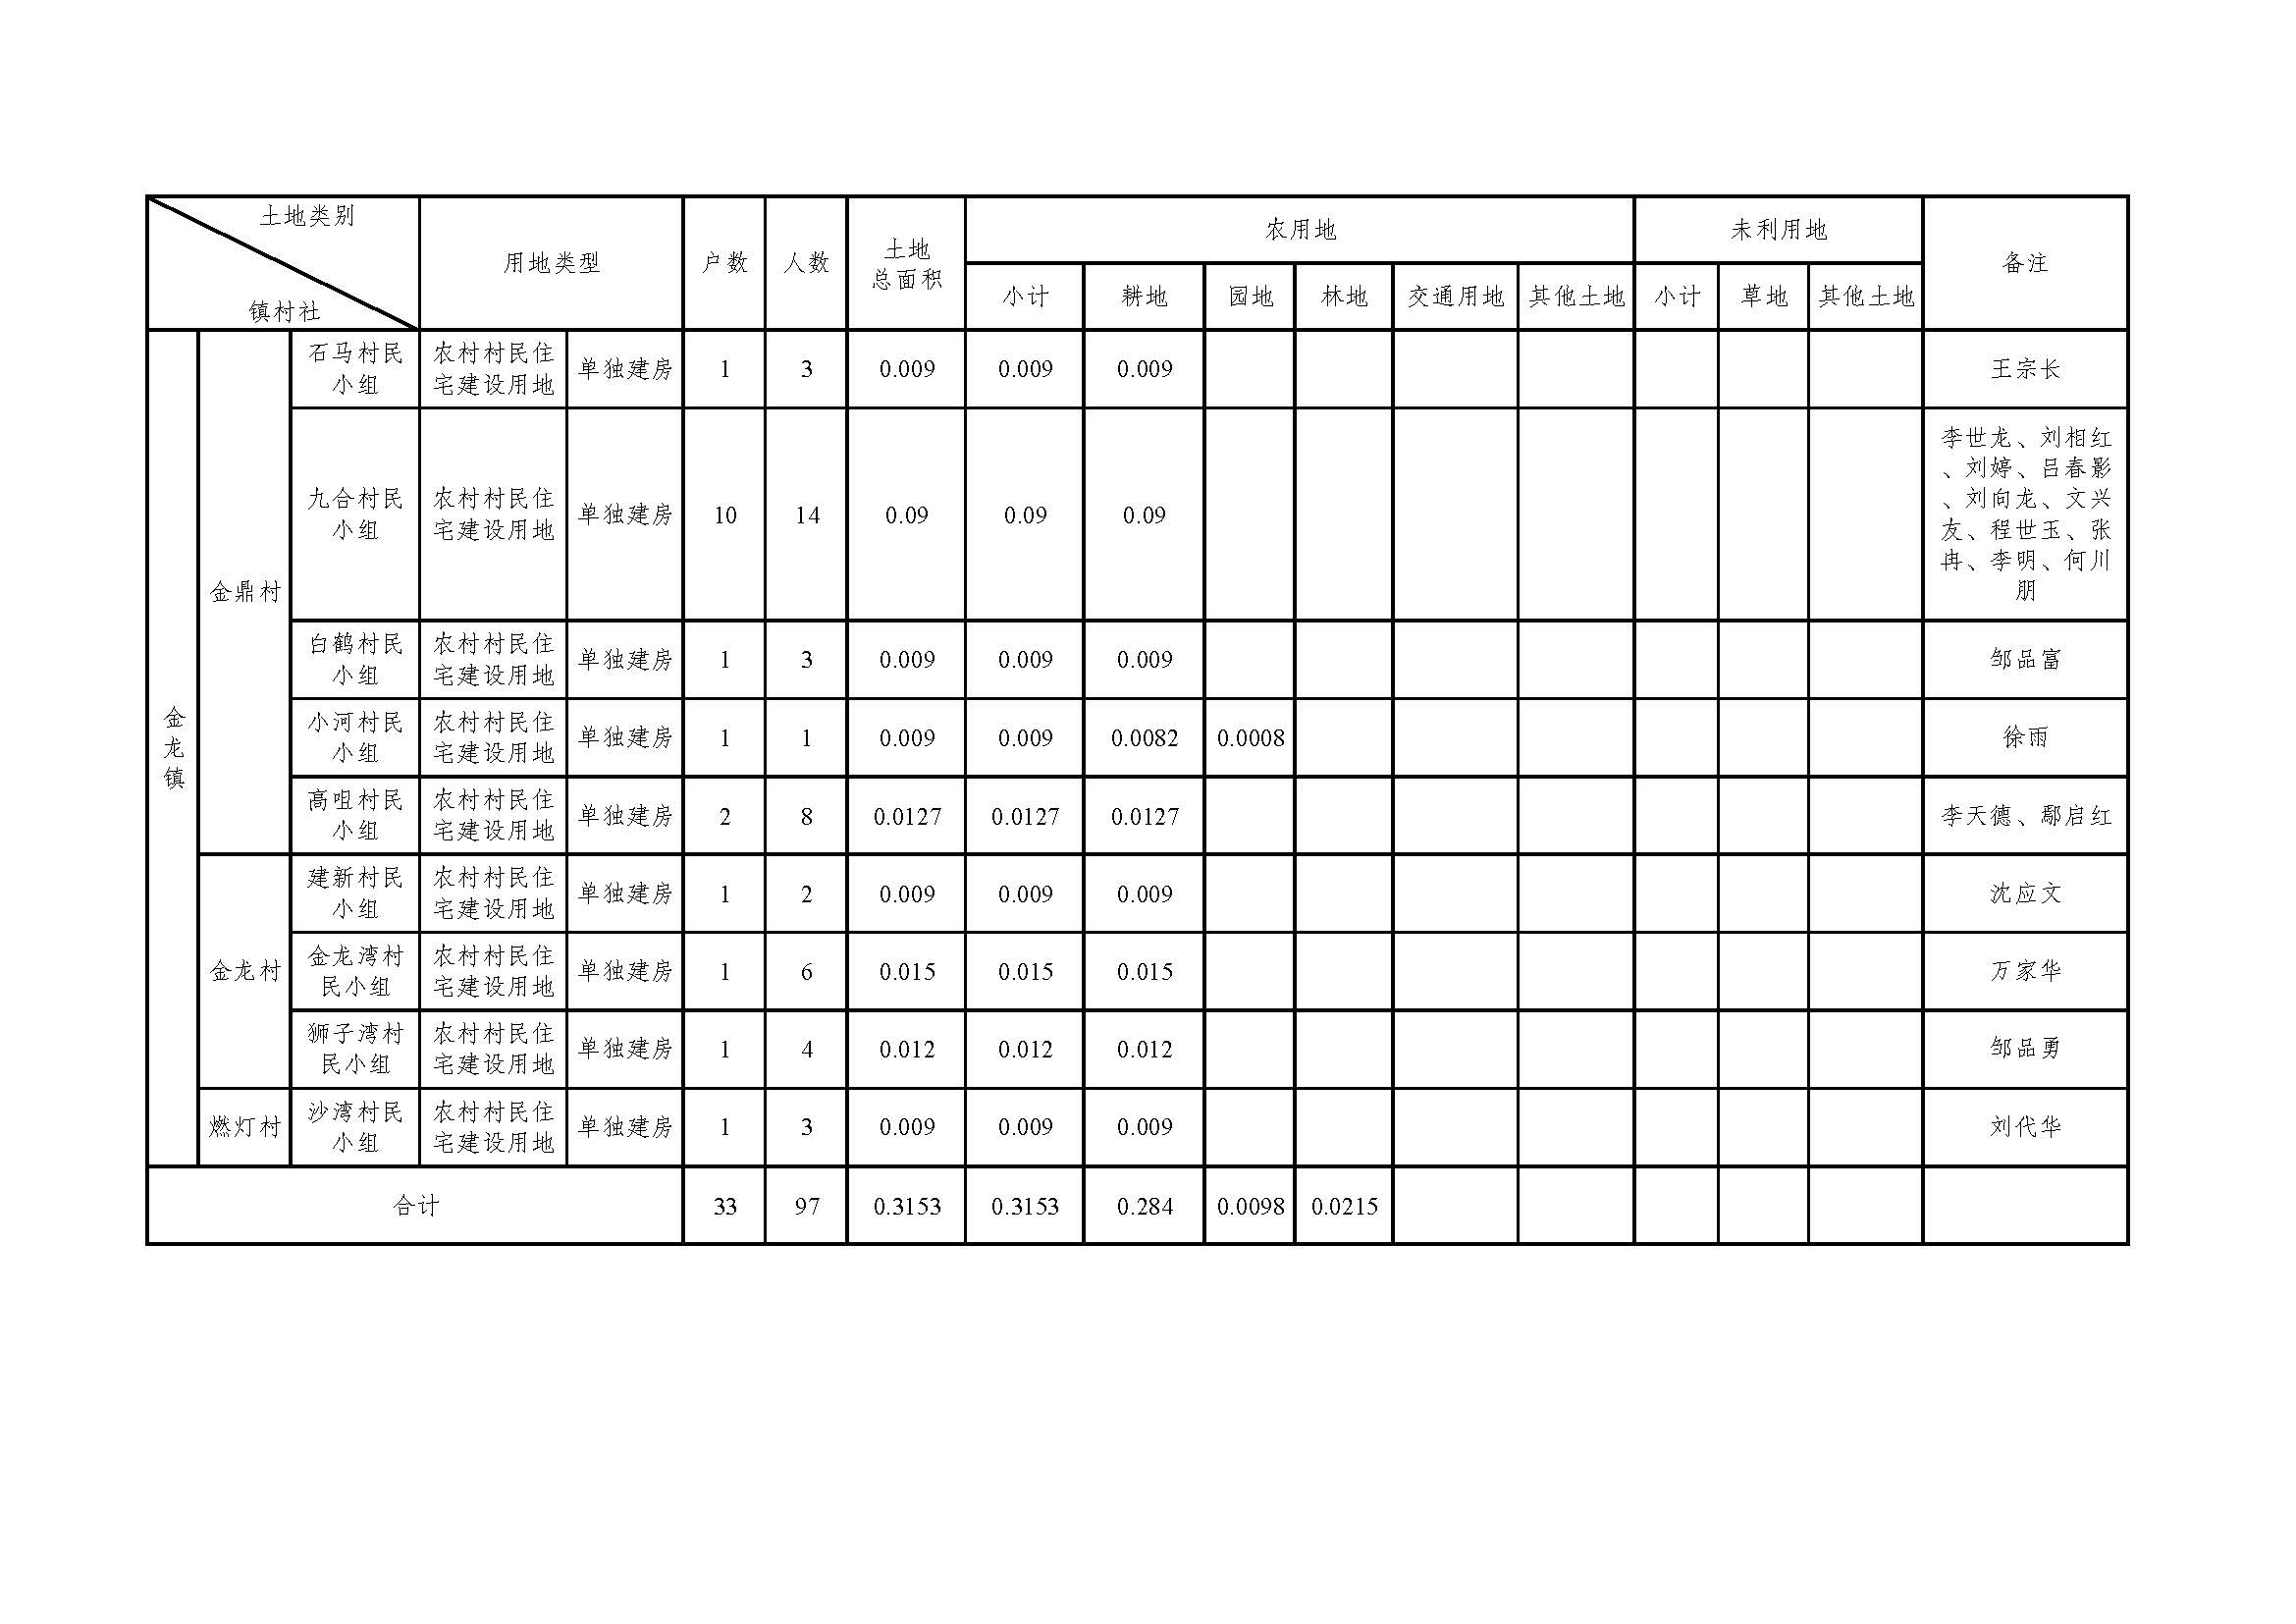 土地类别
镇村社
用地类型
户数
人数
土地
总面积
农用地
未利用地
备注
小计
耕地
园地
林地
交通用地
其他土地
小计
草地
其他土地
金龙镇
金鼎村
石马村民
小组
农村村民住
宅建设用地
单独建房
1
3
0.009
0.009
0.009
王宗长
九合村民
小组
农村村民住
宅建设用地
单独建房
10
14
0.09
0.09
0.09
李世龙、刘相红
、刘婷、吕春影
、刘向龙、文兴
友、程世玉、张
冉、李明、何川
朋
白鹤村民
小组
农村村民住
宅建设用地
单独建房
1
3
0.009
0.009
0.009
邹品富
小河村民
小组
农村村民住
宅建设用地
单独建房
1
1
0.009
0.009
0.0082
0.0008
徐雨
高咀村民
小组
农村村民住
宅建设用地
单独建房
2
8
0.0127
0.0127
0.0127
李天德、鄢启红
金龙村
建新村民
小组
农村村民住
宅建设用地
单独建房
1
2
0.009
0.009
0.009
沈应文
金龙湾村
民小组
农村村民住
宅建设用地
单独建房
1
6
0.015
0.015
0.015
万家华
狮子湾村
民小组
农村村民住
宅建设用地
单独建房
1
4
0.012
0.012
0.012
邹品勇
燃灯村
沙湾村民
小组
农村村民住
宅建设用地
单独建房
1
3
0.009
0.009
0.009
刘代华
合计
33
97
0.3153
0.3153
0.284
0.0098
0.0215